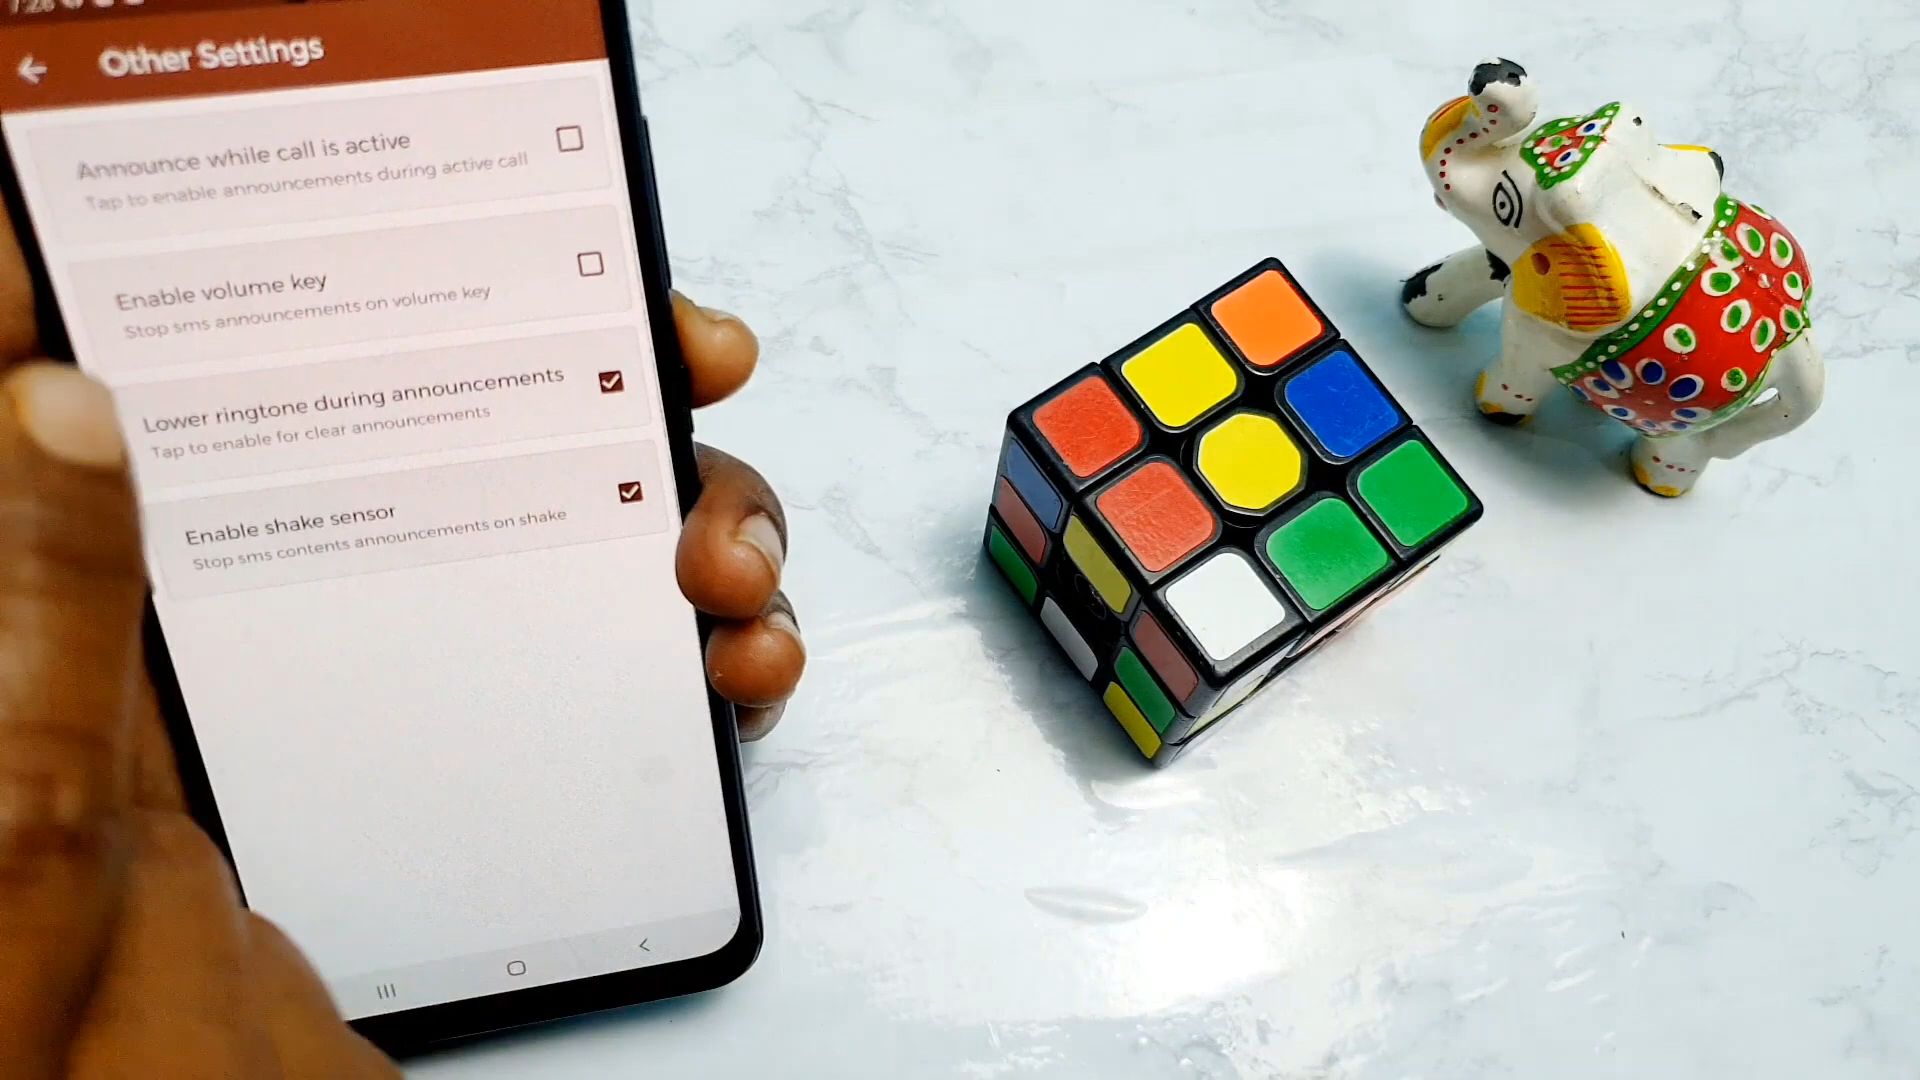 Other Settings
Announce while call is active
Tap to enable announcements during active call
Enable volume key
Stop sms announcements on volume key
Lower ringtone during announcements
Tap to enable for clear announcements
Enable shake sensor
Stop sms contents announcements on shake